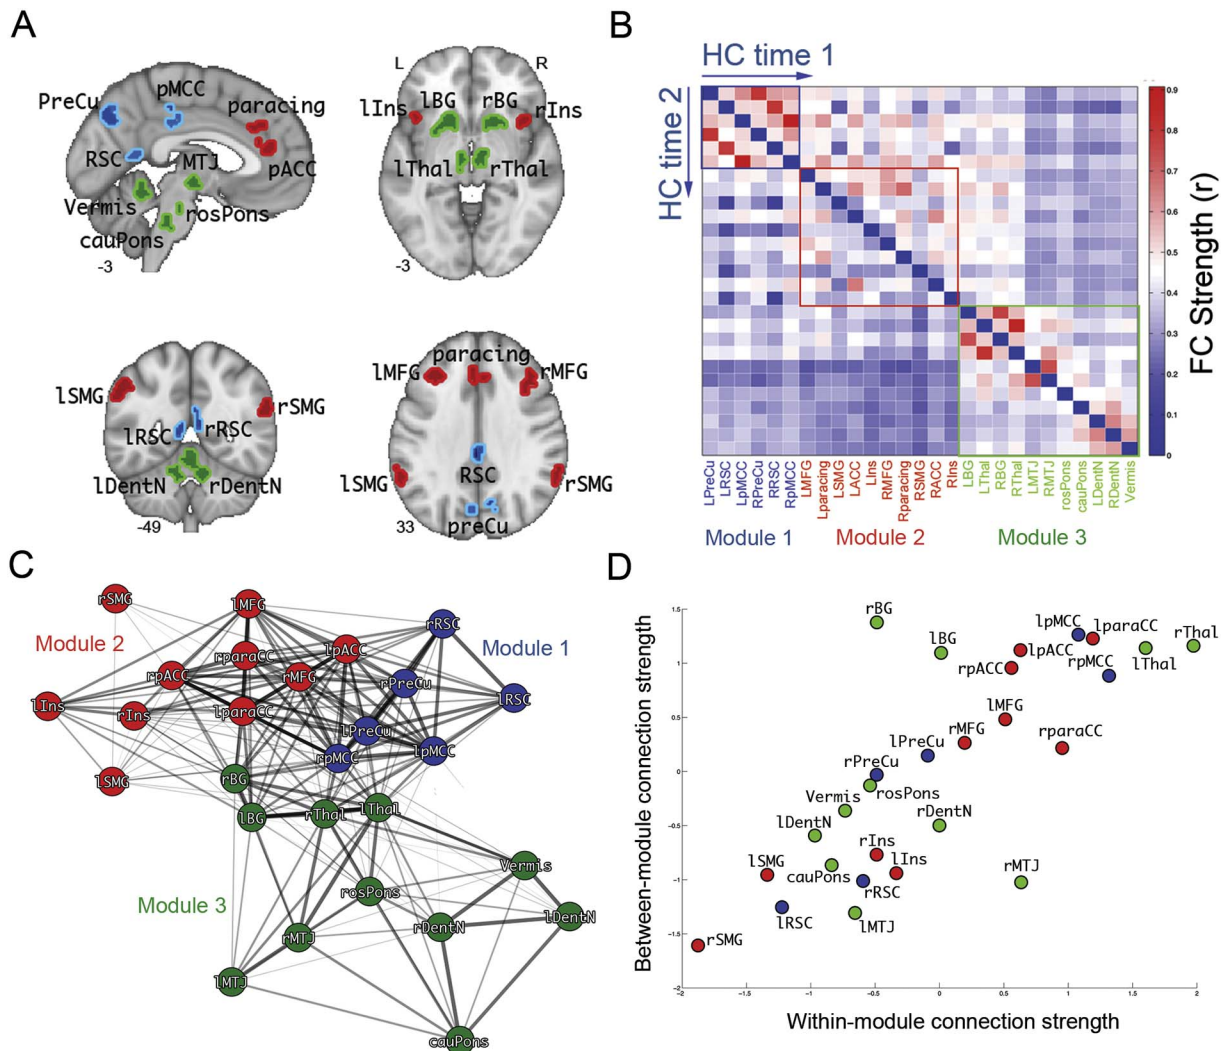 A
PreCu
pMCC
paracing
RSC
MTJ
pACC
Vermis
rosPons
cauPons
-3
L
R
lIns
lBG
rBG
rIns
lThal
rThal
-3
lSMG
rSMG
lRSC
rRSC
lDentN
rDentN
-49
paracing
lMFG
rMFG
lSMG
RSC
rSMG
preCu
33
B
HC time 1
HC time 2
0.9
0.8
0.7
0.6
0.5
0.4
0.3
0.2
0.1
0
FC Strength (r)
LPreCu
LRSC
LpMCC
RPreCu
RRSC
RpMCC
LMFG
Lparacing
LSMG
LACC
LIns
RMFG
Rparacing
RSMG
RACC
RIns
LBG
LThal
RBG
RThal
LMTJ
RMTJ
rosPons
cauPons
LDentN
RDentN
Vermis
Module 1
Module 2
Module 3
C
rSMG
lMFG
rRSC
Module 2
Module 1
rparaCC
lpACC
rpACC
rMFG
rPreCu
lRSC
lIns
rIns
lparaCC
lPreCu
rpMCC
lpMCC
lSMG
rBG
lBG
rThal
lThal
Vermis
rosPons
Module 3
rDentN
lDentN
rMTJ
lMTJ
cauPons
D
Between-module connection strength
1.5
1
0.5
0
-0.5
-1
-1.5
-2
rBG
lBG
lpMCC
lparaCC
rThal
lpACC
rpACC
rpMCC
lThal
lMFG
rMFG
rparaCC
lPreCu
rPreCu
rosPons
Vermis
lDentN
rDentN
rIns
lSMG
cauPons
lIns
rMTJ
rRSC
lRSC
lMTJ
rSMG
-2
-1.5
-1
-0.5
0
0.5
1
1.5
2
Within-module connection strength